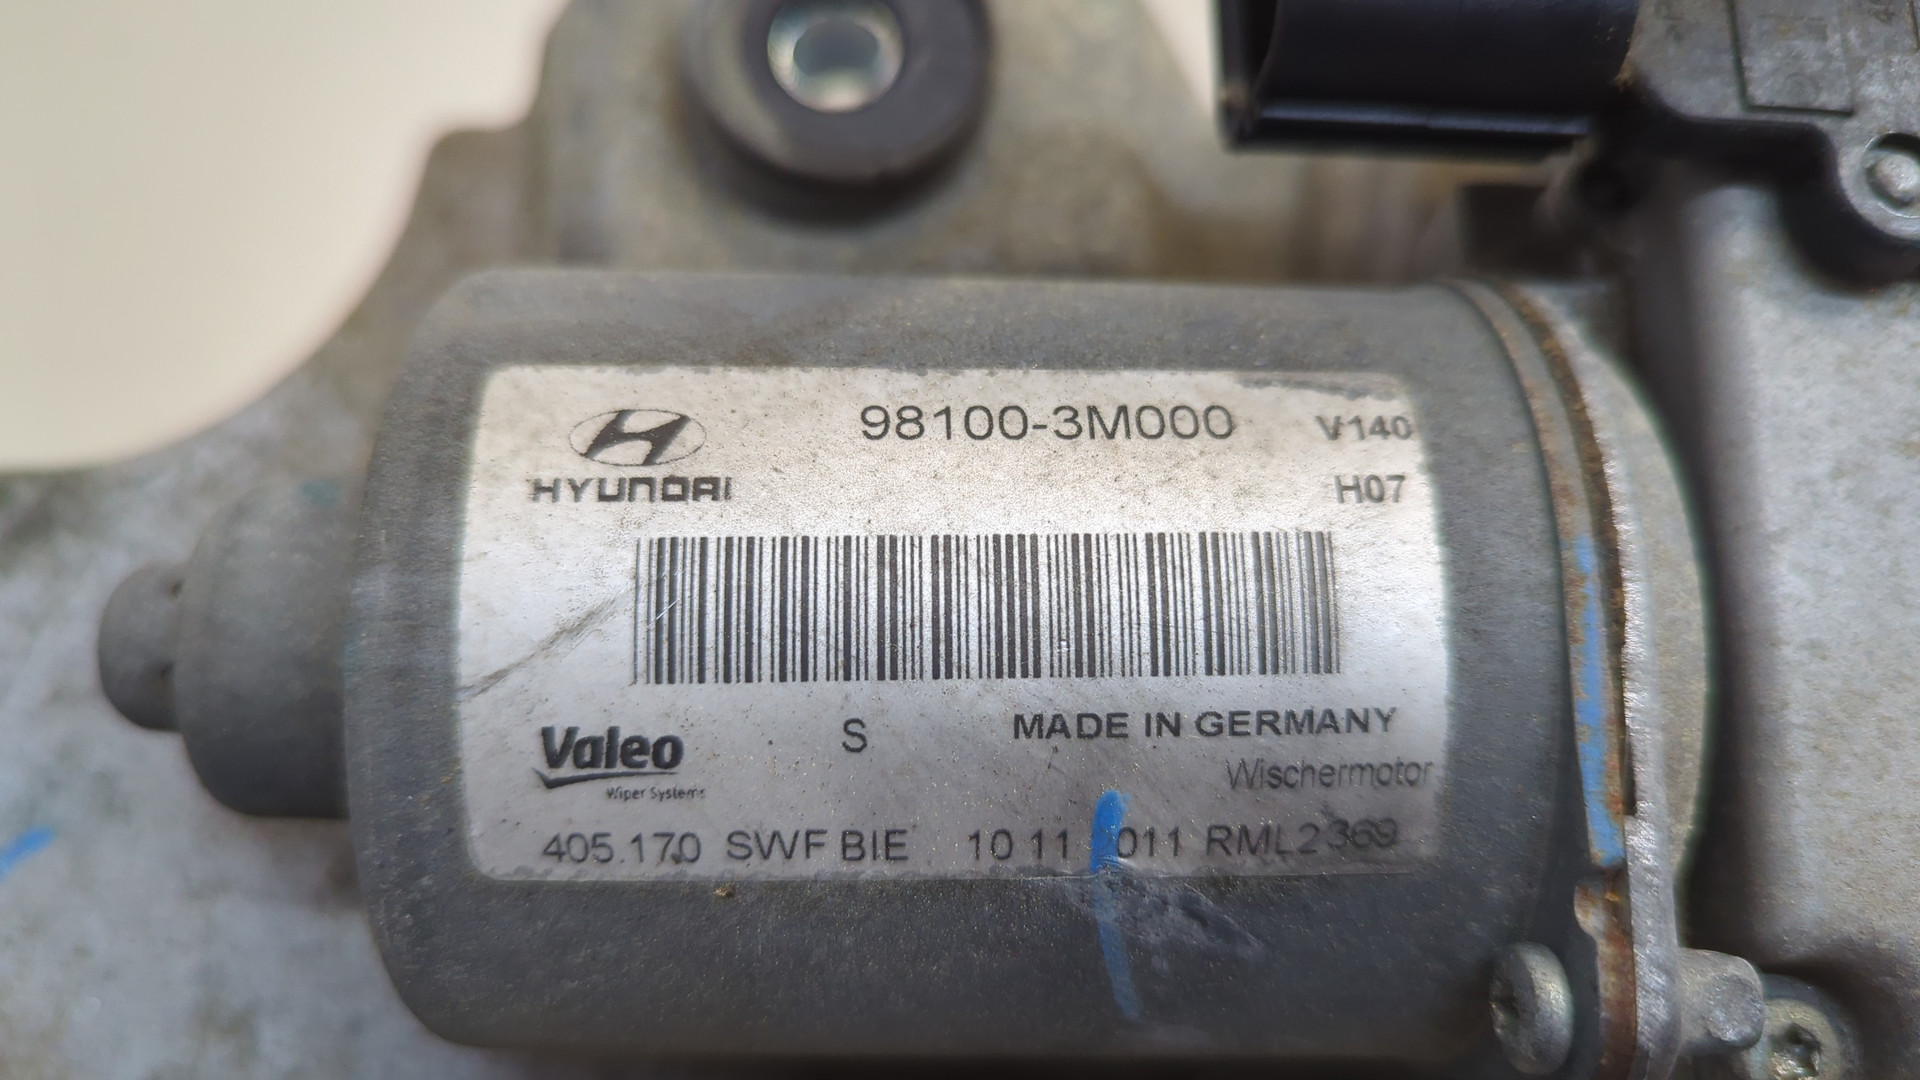 98100-3M000 V140
HYUNDAI H07
Valeo S MADE IN GERMANY
Wiper Systems Wischermotor
405.170 SWF BIE 10 11 011 RML2369